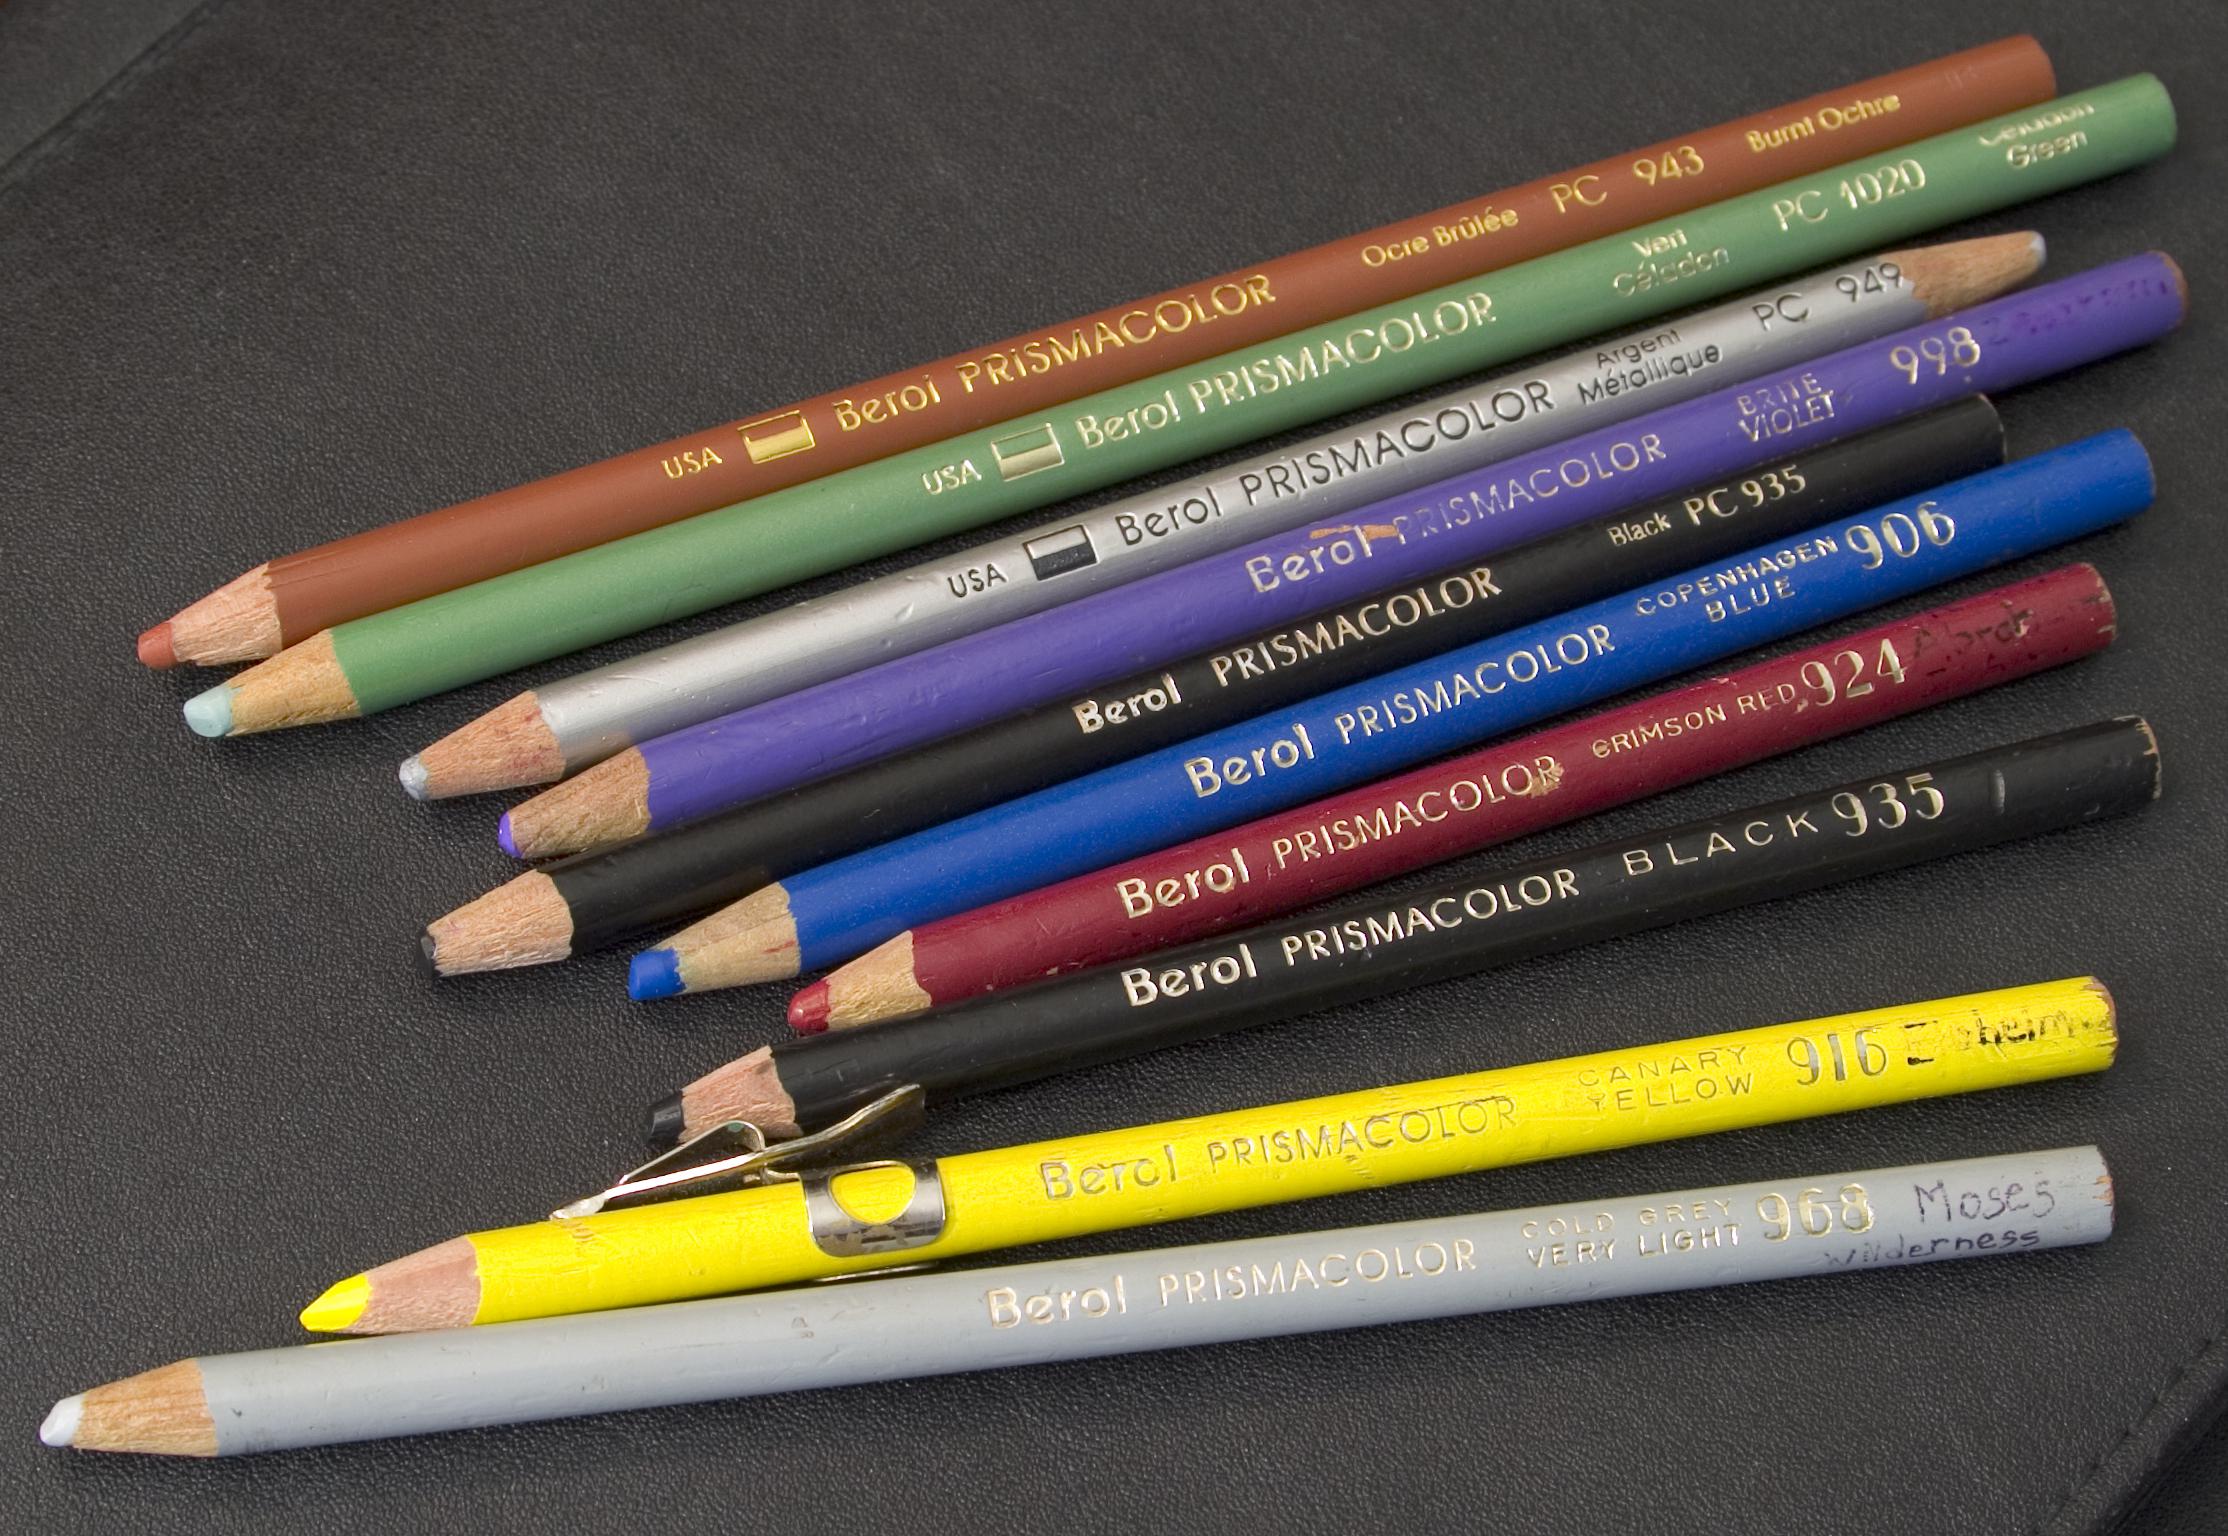 USA Berol PRISMACOLOR Ocre Brûlée PC 943 Burnt Ochre
USA Berol PRISMACOLOR Vert
Céladon PC 1020 Celadon
Green
USA Berol PRISMACOLOR Argent
Métallique PC 949
Berol PRISMACOLOR BRITE
VIOLET 998
Berol PRISMACOLOR Black PC 935
Berol PRISMACOLOR COPENHAGEN
BLUE 906
Berol PRISMACOLOR CRIMSON RED 924
Berol PRISMACOLOR BLACK 935
Berol PRISMACOLOR CANARY
YELLOW 916
Berol PRISMACOLOR COLD GREY
VERY LIGHT 968 Moses
wilderness